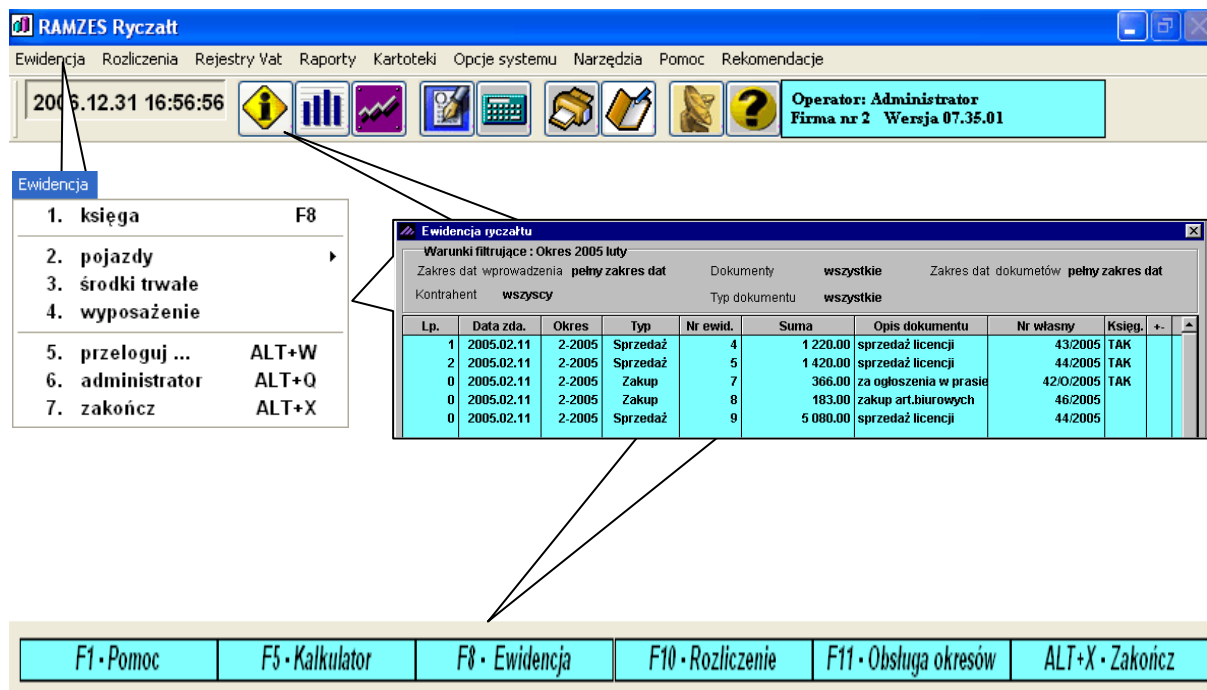 RAMZES Ryczałt
Ewidencja Rozliczenia Rejestry Vat Raporty Kartoteki Opcje systemu Narzędzia Pomoc Rekomendacje
2006.12.31 16:56:56
Operator: Administrator
Firma nr 2 Wersja 07.35.01
Ewidencja
1. księga F8
2. pojazdy
3. środki trwałe
4. wyposażenie
5. przeloguj ... ALT+W
6. administrator ALT+Q
7. zakończ ALT+X
Ewidencja ryczałtu
Warunki filtrujące : Okres 2005 luty
Zakres dat wprowadzenia pełny zakres dat Dokumenty wszystkie Zakres dat dokumetów pełny zakres dat
Kontrahent wszyscy Typ dokumentu wszystkie
Lp. Data zda. Okres Typ Nr ewid. Suma Opis dokumentu Nr własny Księg. +-
1 2005.02.11 2-2005 Sprzedaż 4 1 220.00 sprzedaż licencji 43/2005 TAK
2 2005.02.11 2-2005 Sprzedaż 5 1 420.00 sprzedaż licencji 44/2005 TAK
0 2005.02.11 2-2005 Zakup 7 366.00 za ogłoszenia w prasie 42/O/2005 TAK
0 2005.02.11 2-2005 Zakup 8 183.00 zakup art.biurowych 46/2005
0 2005.02.11 2-2005 Sprzedaż 9 5 080.00 sprzedaż licencji 44/2005
F1 - Pomoc F5 - Kalkulator F8 - Ewidencja F10 - Rozliczenie F11 - Obsługa okresów ALT+X - Zakończ